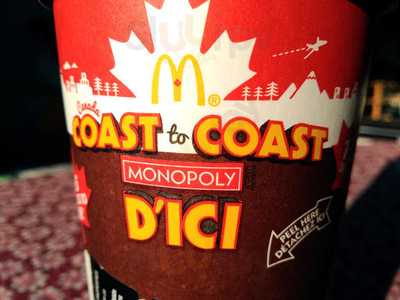 Canada
COAST to COAST
MONOPOLY
D'ICI
PEEL HERE
DÉTACHEZ ICI